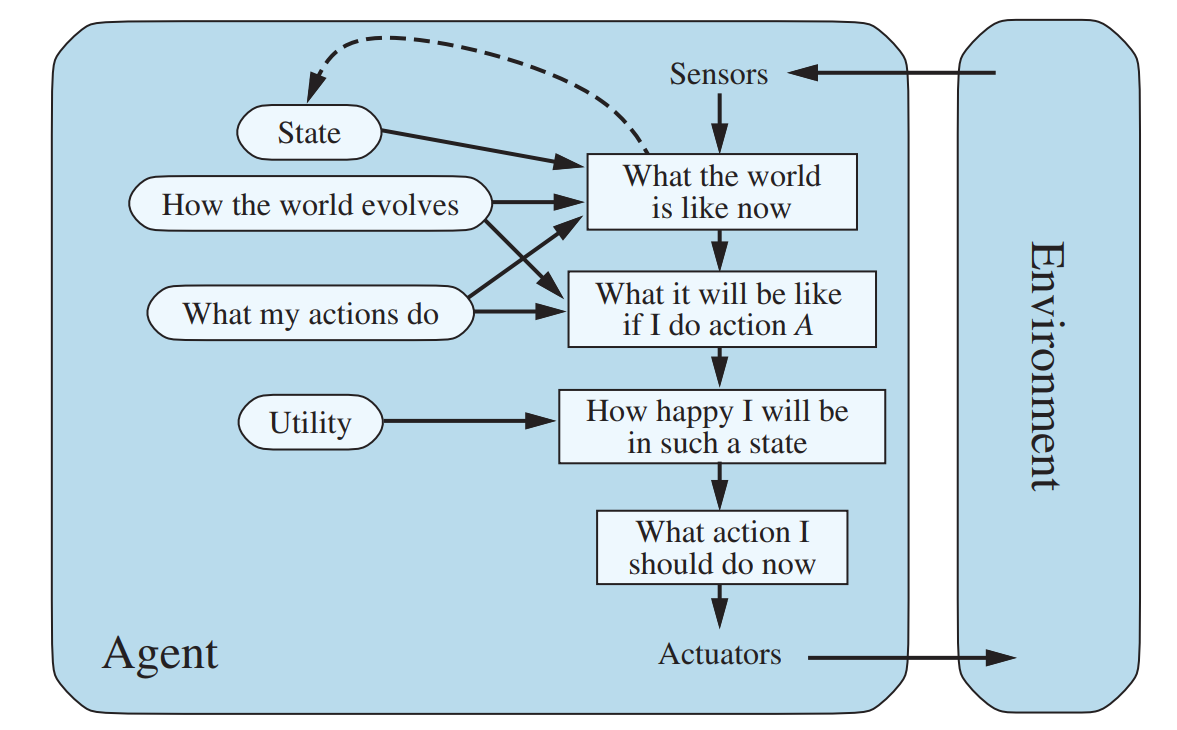 Sensors
State
What the world
is like now
How the world evolves
What it will be like
if I do action A
What my actions do
How happy I will be
in such a state
Utility
What action I
should do now
Agent
Actuators
Environment